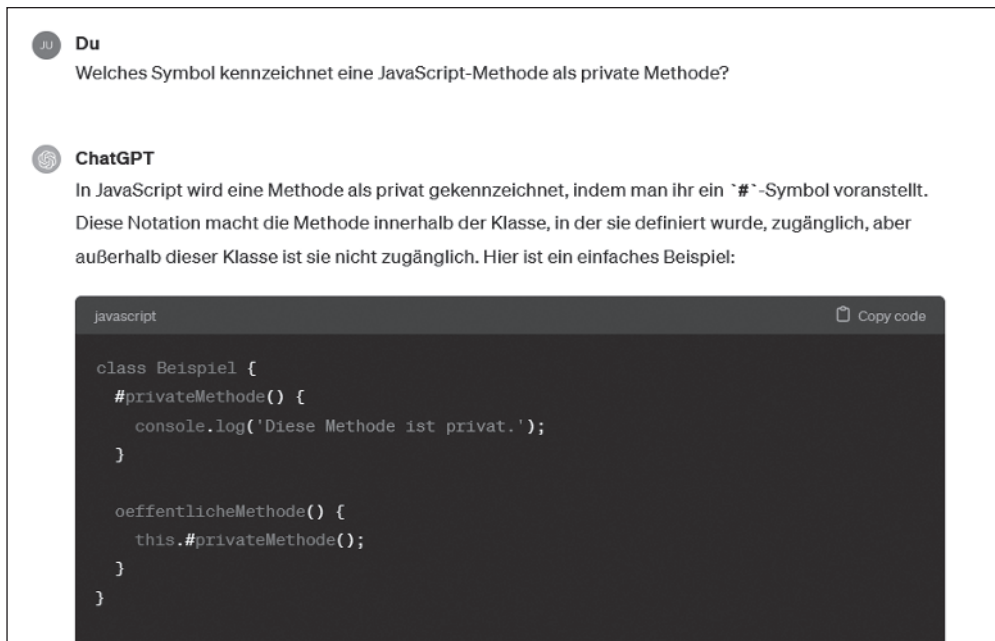 JU Du
Welches Symbol kennzeichnet eine JavaScript-Methode als private Methode?
ChatGPT
In JavaScript wird eine Methode als privat gekennzeichnet, indem man ihr ein `#`-Symbol voranstellt.
Diese Notation macht die Methode innerhalb der Klasse, in der sie definiert wurde, zugänglich, aber
außerhalb dieser Klasse ist sie nicht zugänglich. Hier ist ein einfaches Beispiel:
javascript Copy code
class Beispiel {
  #privateMethode() {
    console.log('Diese Methode ist privat.');
  }
  oeffentlicheMethode() {
    this.#privateMethode();
  }
}